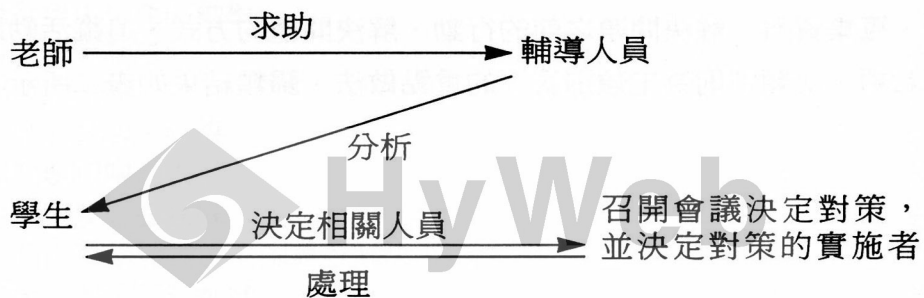 求助
老師
輔導人員
分析
HyWeb
學生
決定相關人員
召開會議決定對策，
並決定對策的實施者
處理